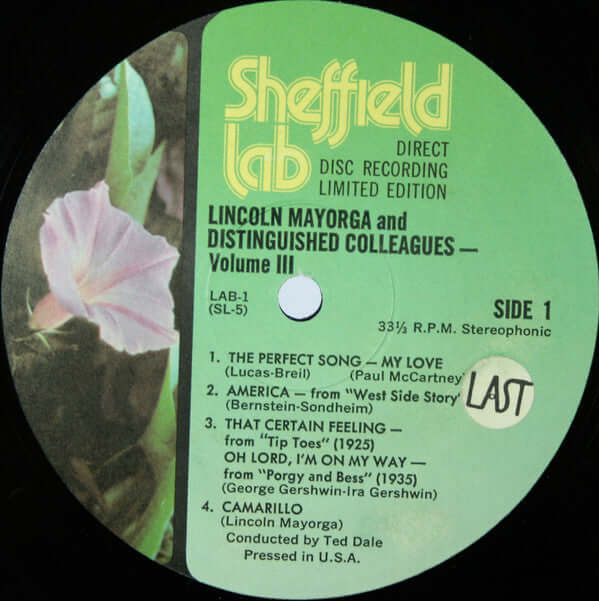 Sheffield
lab
DIRECT
DISC RECORDING
LIMITED EDITION
LINCOLN MAYORGA and
DISTINGUISHED COLLEAGUES —
Volume III
LAB-1
(SL-5)
SIDE 1
33⅓ R.P.M. Stereophonic
1. THE PERFECT SONG — MY LOVE
(Lucas-Breil) (Paul McCartney
2. AMERICA — from "West Side Story"
(Bernstein-Sondheim)
LAST
3. THAT CERTAIN FEELING —
from "Tip Toes" (1925)
OH LORD, I'M ON MY WAY —
from "Porgy and Bess" (1935)
(George Gershwin-Ira Gershwin)
4. CAMARILLO
(Lincoln Mayorga)
Conducted by Ted Dale
Pressed in U.S.A.